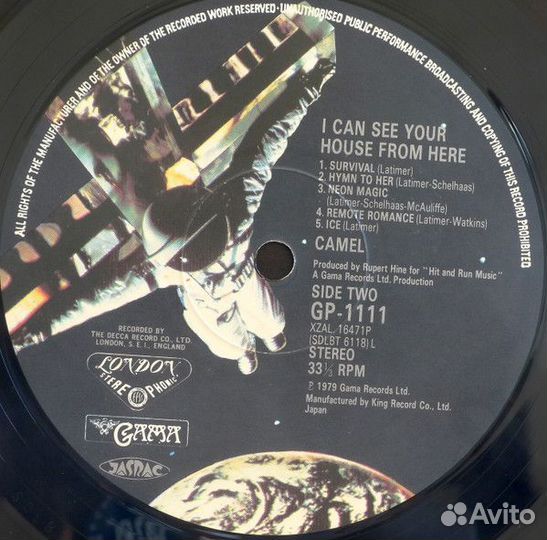 ALL RIGHTS OF THE MANUFACTURER AND OF THE OWNER OF THE RECORDED WORK RESERVED · UNAUTHORISED PUBLIC PERFORMANCE BROADCASTING AND COPYING OF THIS RECORD PROHIBITED
I CAN SEE YOUR
HOUSE FROM HERE
1. SURVIVAL (Latimer)
2. HYMN TO HER (Latimer-Schelhaas)
3. NEON MAGIC
(Latimer-Schelhaas-McAuliffe)
4. REMOTE ROMANCE (Latimer-Watkins)
5. ICE (Latimer)
CAMEL
Produced by Rupert Hine for "Hit and Run Music"
A Gama Records Ltd. Production
SIDE TWO
GP-1111
XZAL. 16471P
(SDLBT 6118) L
STEREO
33⅓ RPM
℗ 1979 Gama Records Ltd.
Manufactured by King Record Co., Ltd.
Japan
RECORDED BY
THE DECCA RECORD CO., LTD.
LONDON, S. E. I., ENGLAND
LONDON
STEREOPHONIC
GAMA
JASRAC
Avito